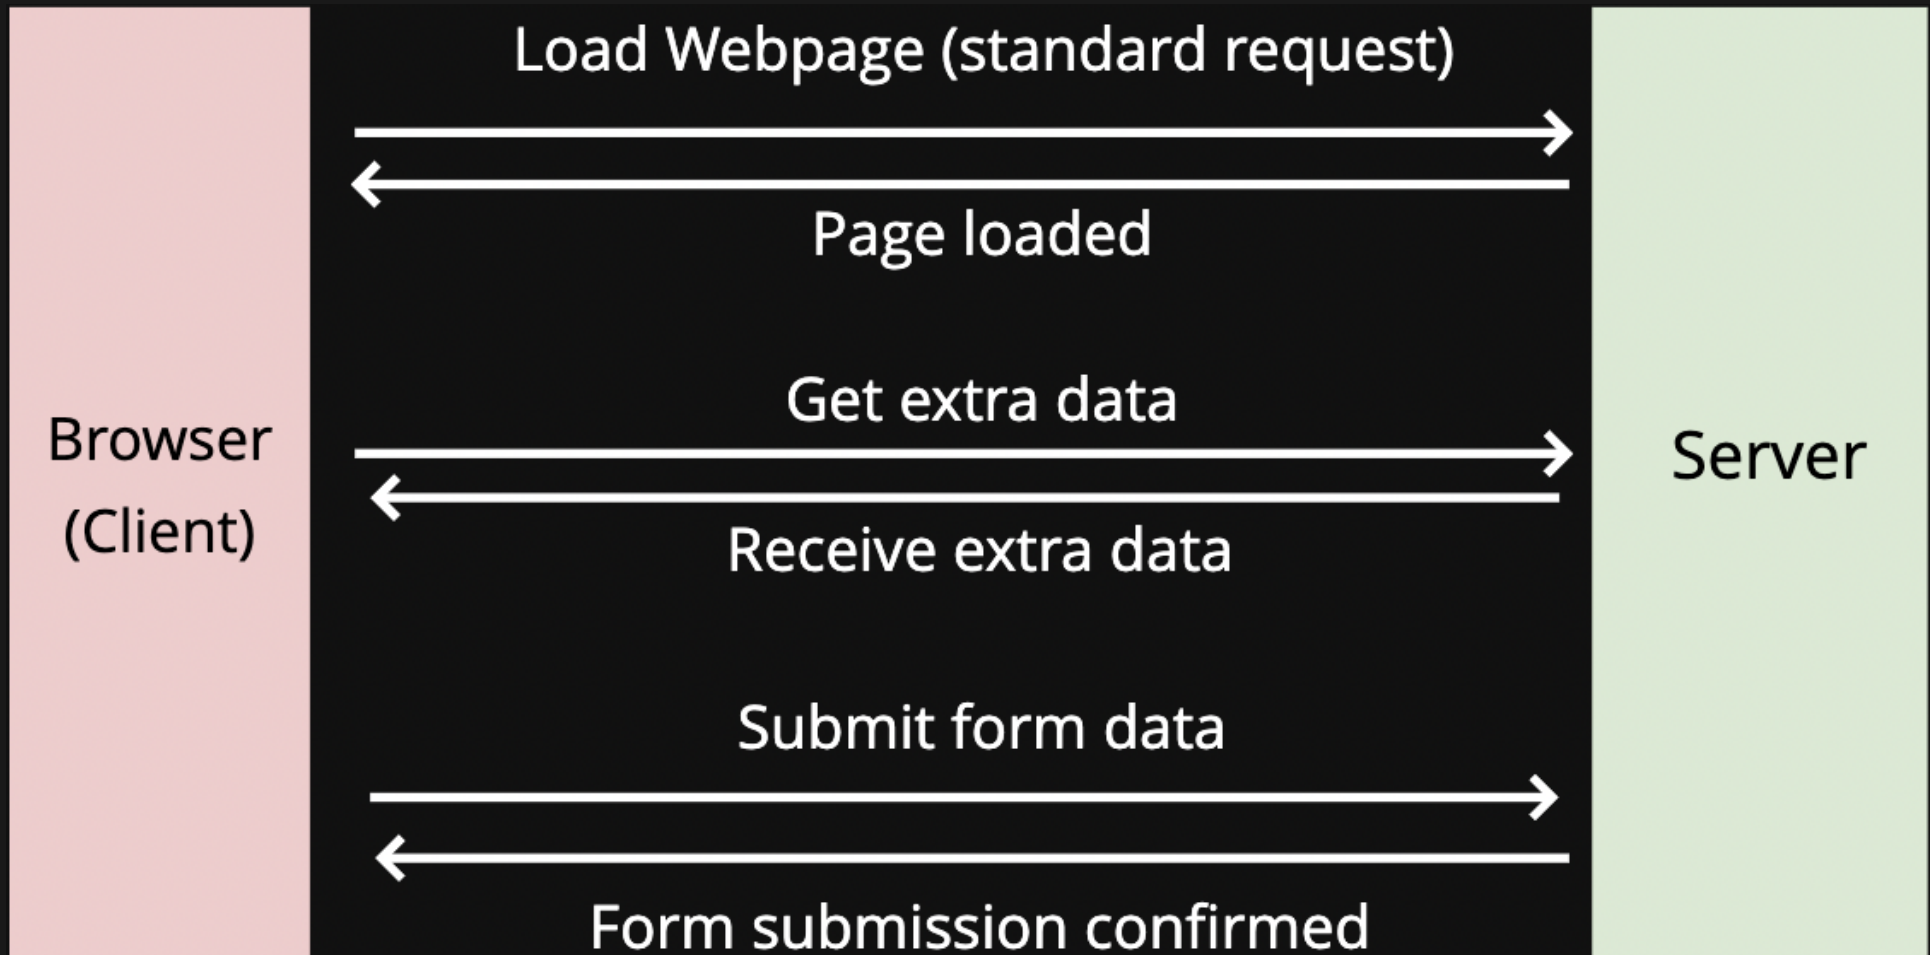 Load Webpage (standard request)
Page loaded
Get extra data
Browser
(Client)
Server
Receive extra data
Submit form data
Form submission confirmed